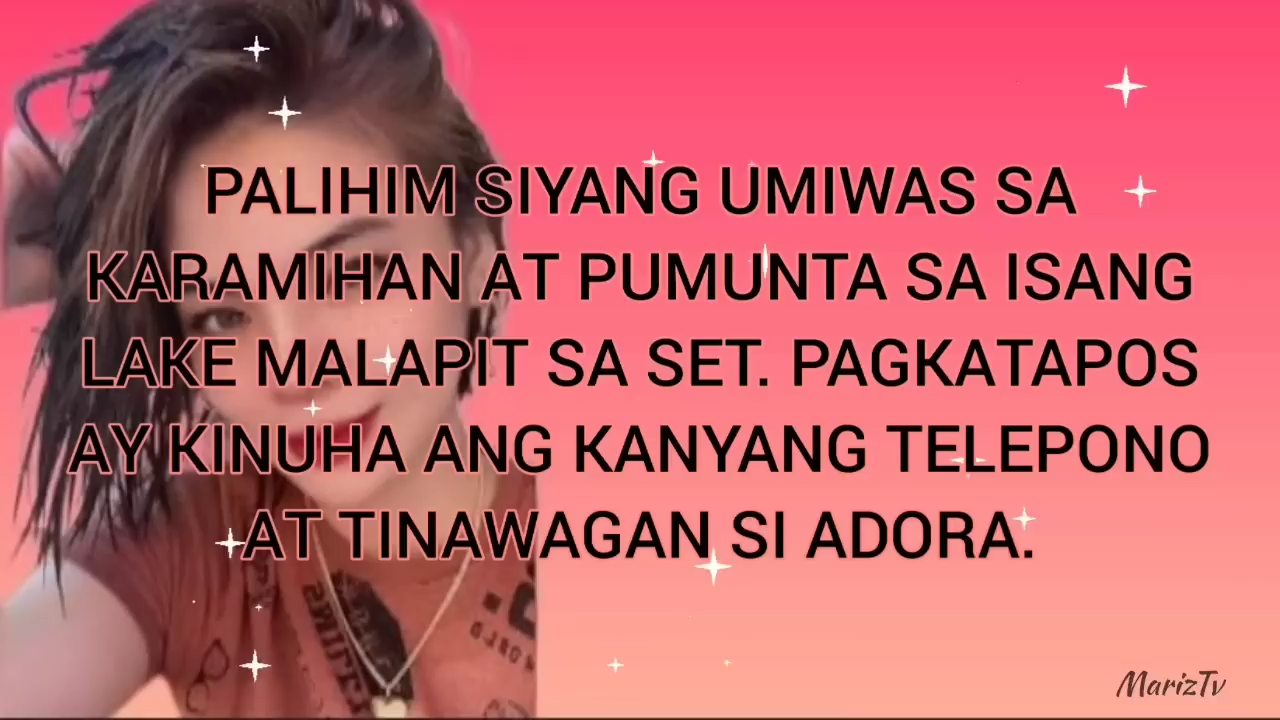 PALIHIM SIYANG UMIWAS SA
KARAMIHAN AT PUMUNTA SA ISANG
LAKE MALAPIT SA SET. PAGKATAPOS
AY KINUHA ANG KANYANG TELEPONO
AT TINAWAGAN SI ADORA.
MarizTv